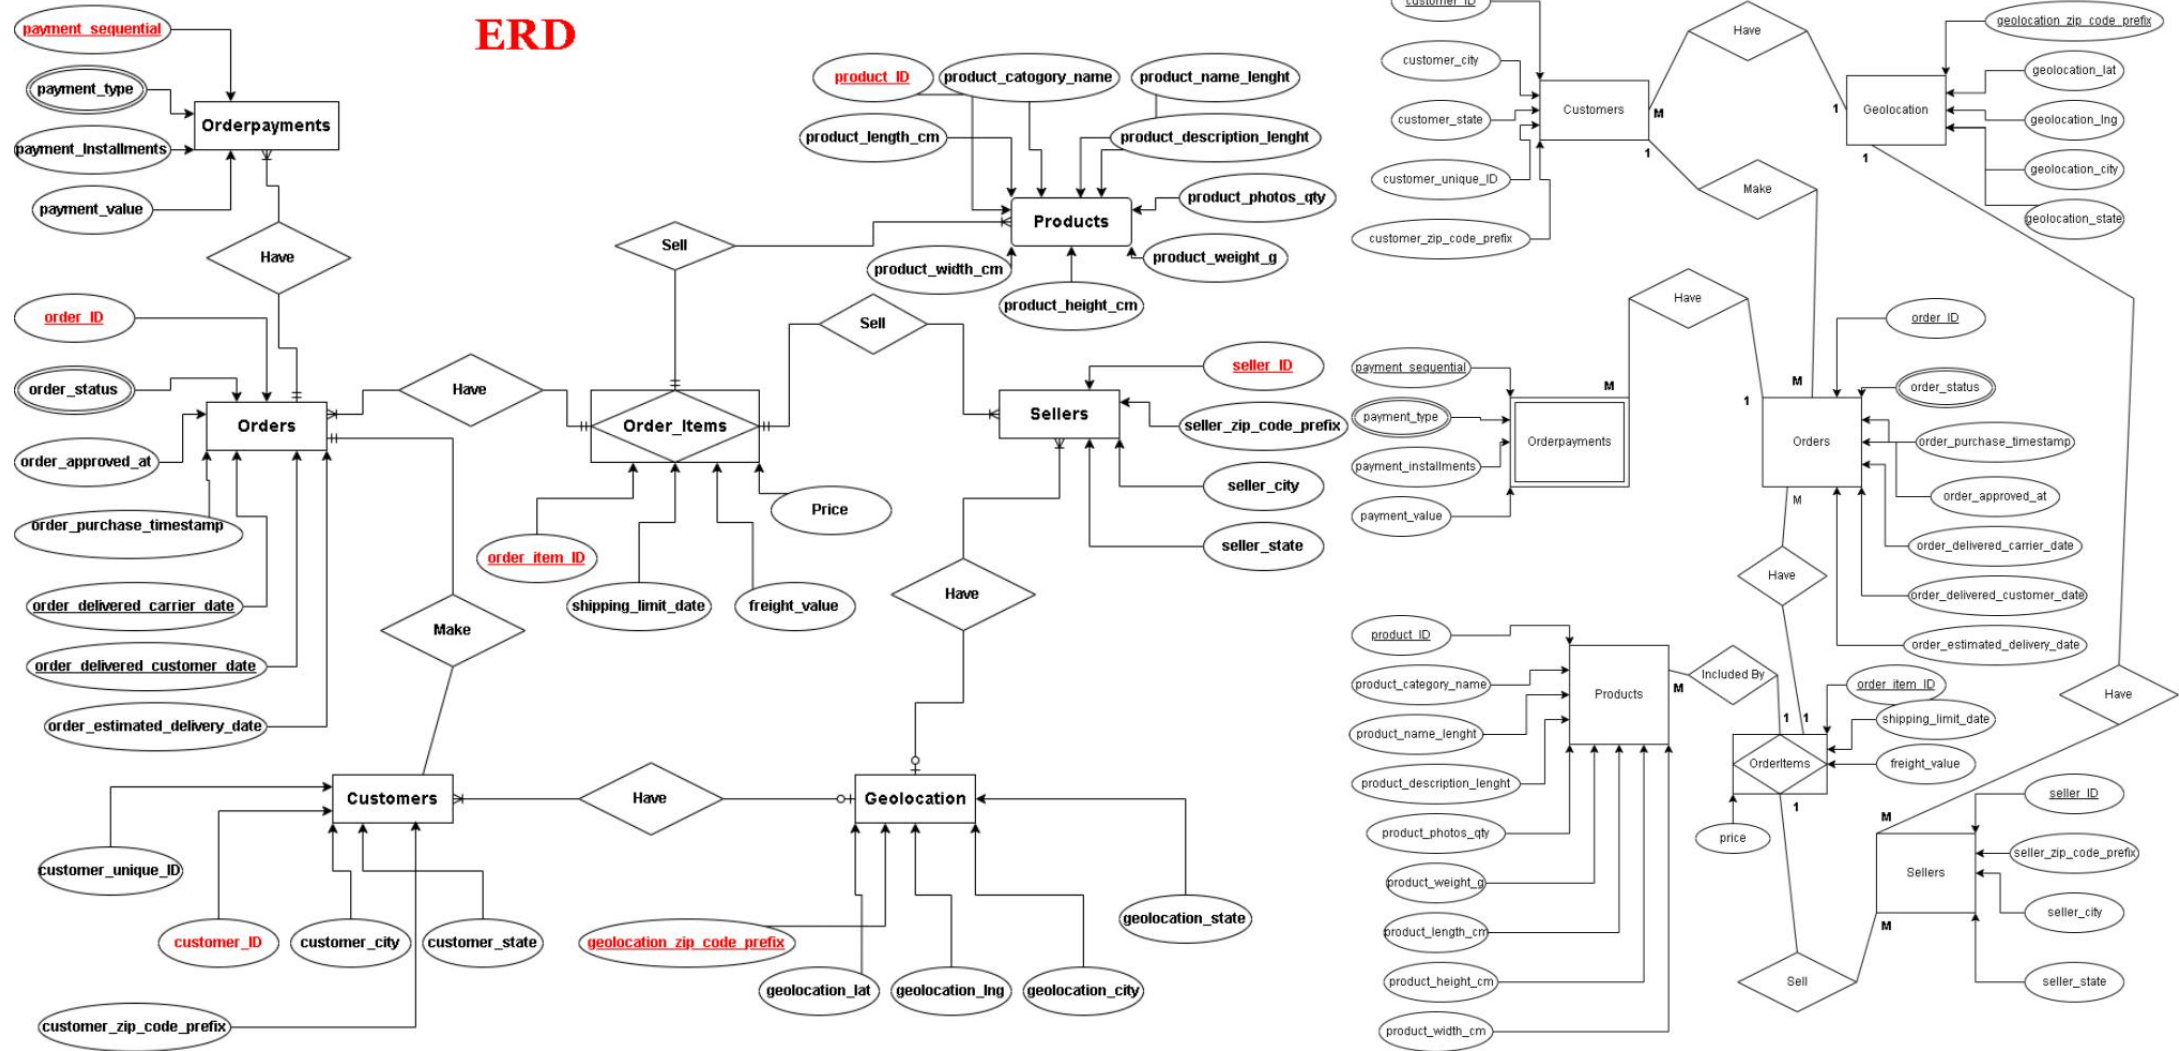 ERD
payment_sequential
payment_type
Orderpayments
payment_Installments
payment_value
Have
order_ID
order_status
Orders
order_approved_at
order_purchase_timestamp
order_delivered_carrier_date
order_delivered_customer_date
order_estimated_delivery_date
Have
Make
product_ID
product_catogory_name
product_name_lenght
product_length_cm
product_description_lenght
product_photos_qty
Products
product_width_cm
product_weight_g
product_height_cm
Sell
Sell
Order_Items
order_item_ID
shipping_limit_date
freight_value
Price
seller_ID
Sellers
seller_zip_code_prefix
seller_city
seller_state
Have
Customers
Have
Geolocation
customer_unique_ID
customer_ID
customer_city
customer_state
customer_zip_code_prefix
geolocation_zip_code_prefix
geolocation_lat
geolocation_lng
geolocation_city
geolocation_state
customer_ID
customer_city
customer_state
customer_unique_ID
customer_zip_code_prefix
Customers
M
1
Have
1
Geolocation
1
geolocation_zip_code_prefix
geolocation_lat
geolocation_lng
geolocation_city
geolocation_state
Make
Have
payment_sequential
payment_type
payment_installments
payment_value
Orderpayments
M
1
M
Orders
M
order_ID
order_status
order_purchase_timestamp
order_approved_at
order_delivered_carrier_date
order_delivered_customer_date
order_estimated_delivery_date
Have
product_ID
product_category_name
product_name_lenght
product_description_lenght
product_photos_qty
product_weight_g
product_length_cm
product_height_cm
product_width_cm
Products
M
Included By
1
1
OrderItems
1
order_item_ID
shipping_limit_date
freight_value
price
Have
M
Sellers
M
seller_ID
seller_zip_code_prefix
seller_city
seller_state
Sell